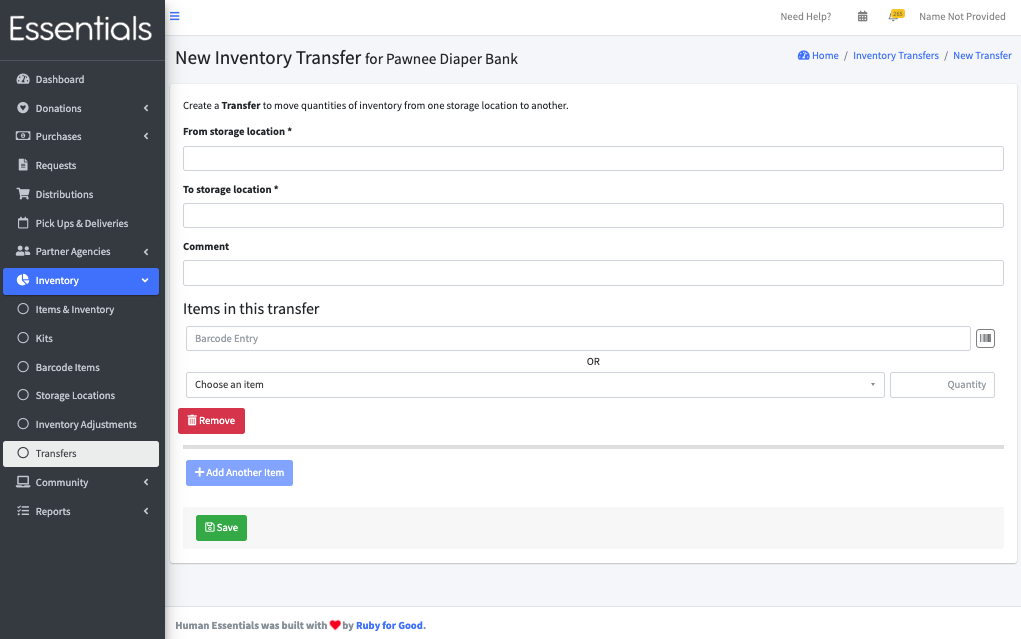 Essentials
Need Help?
265
Name Not Provided
Dashboard
Donations
Purchases
Requests
Distributions
Pick Ups & Deliveries
Partner Agencies
Inventory
Items & Inventory
Kits
Barcode Items
Storage Locations
Inventory Adjustments
Transfers
Community
Reports
New Inventory Transfer for Pawnee Diaper Bank
Home / Inventory Transfers / New Transfer
Create a Transfer to move quantities of inventory from one storage location to another.
From storage location *
To storage location *
Comment
Items in this transfer
Barcode Entry
OR
Choose an item
Quantity
Remove
Add Another Item
Save
Human Essentials was built with ❤ by Ruby for Good.